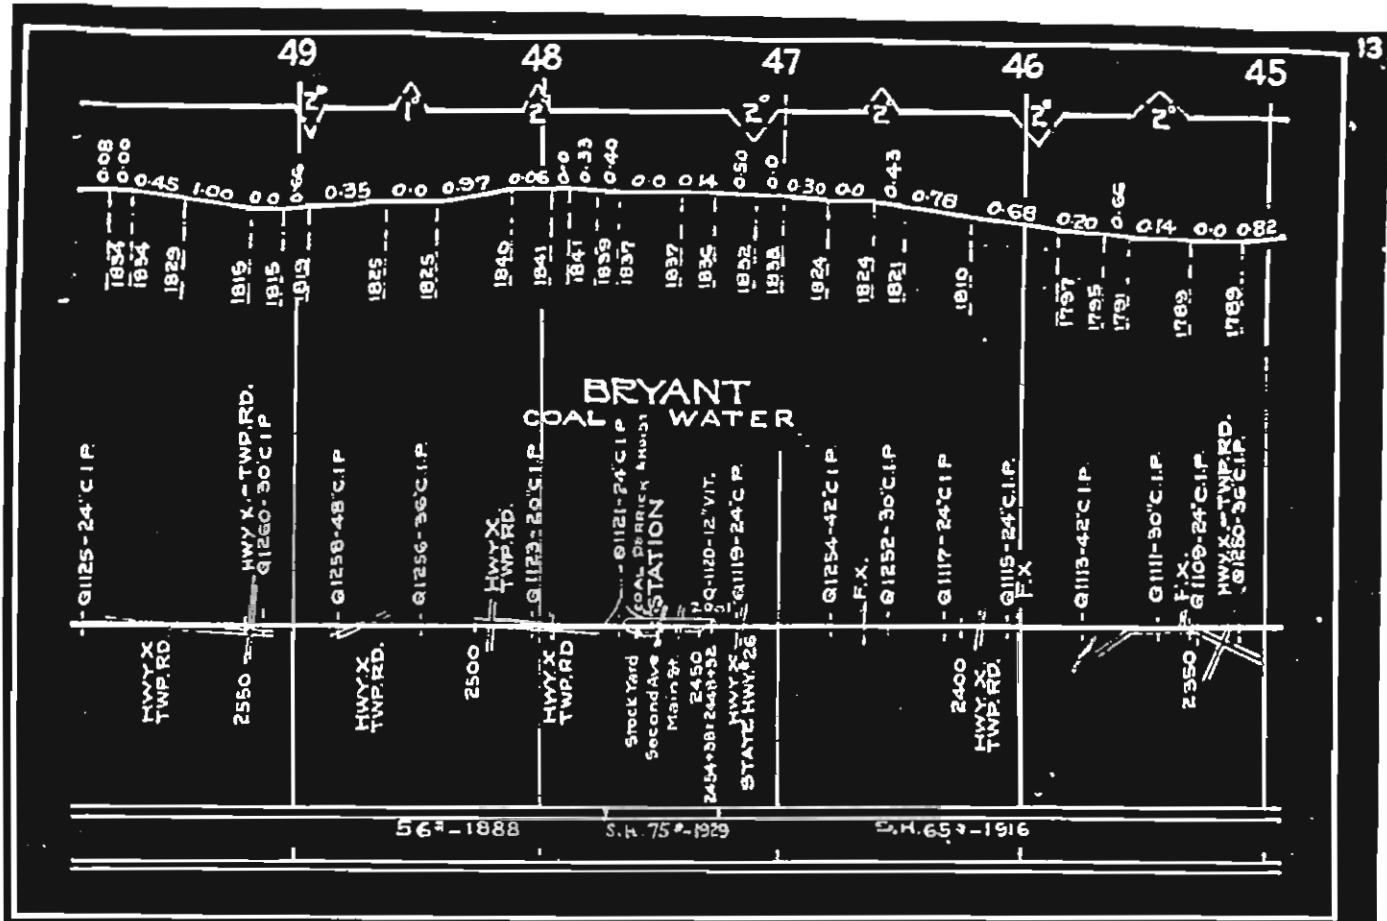 13
49 48 47 46 45
2° 1° 2 2° 2° 2° 2°
0.08 0.00 0.45 1.00 0.0 0.66 0.35 0.0 0.97 0.06 0.0 0.33 0.40 0.0 0.14 0.50 0.0 0.30 0.0 0.43 0.78 0.68 0.20 0.66 0.14 0.0 0.82
1834 1834 1829 1815 1815 1819 1825 1825 1840 1841 1841 1839 1837 1837 1836 1832 1838 1824 1824 1821 1810 1797 1795 1791 1789 1789
BRYANT
COAL WATER
Q1125-24"C.I.P.
HWY X.-TWP.RD.
Q1260-30"C.I.P
Q1258-48"C.I.P
Q1256-36"C.I.P.
HWY X
TWP.RD.
Q1123-20"C.I.P
Q1121-24"C.I.P
COAL DERRICK &
STATION
Q-1120-12"VIT.
Q1119-24"C.P.
Q1254-42"C.I.P
F.X.
Q1252-30"C.I.P
Q1117-24"C.I.P
Q1115-24"C.I.P.
F.X
Q1113-42"C.I.P
Q1111-30"C.I.P.
F.X.
Q1109-24"C.I.P.
HWY.X-TWP.RD.
Q1260-36"C.I.P.
HWY.X
TWP.RD
2550
HWY.X
TWP.RD.
2500
HWY.X
TWP.RD
Stock Yard
Second Ave
Main St.
2450
2454+38=2448+52
HWY X
STATE HWY.#26
2400
HWY.X.
TWP.RD.
2350
56#-1888 S.H.75#-1929 S.H.65#-1916